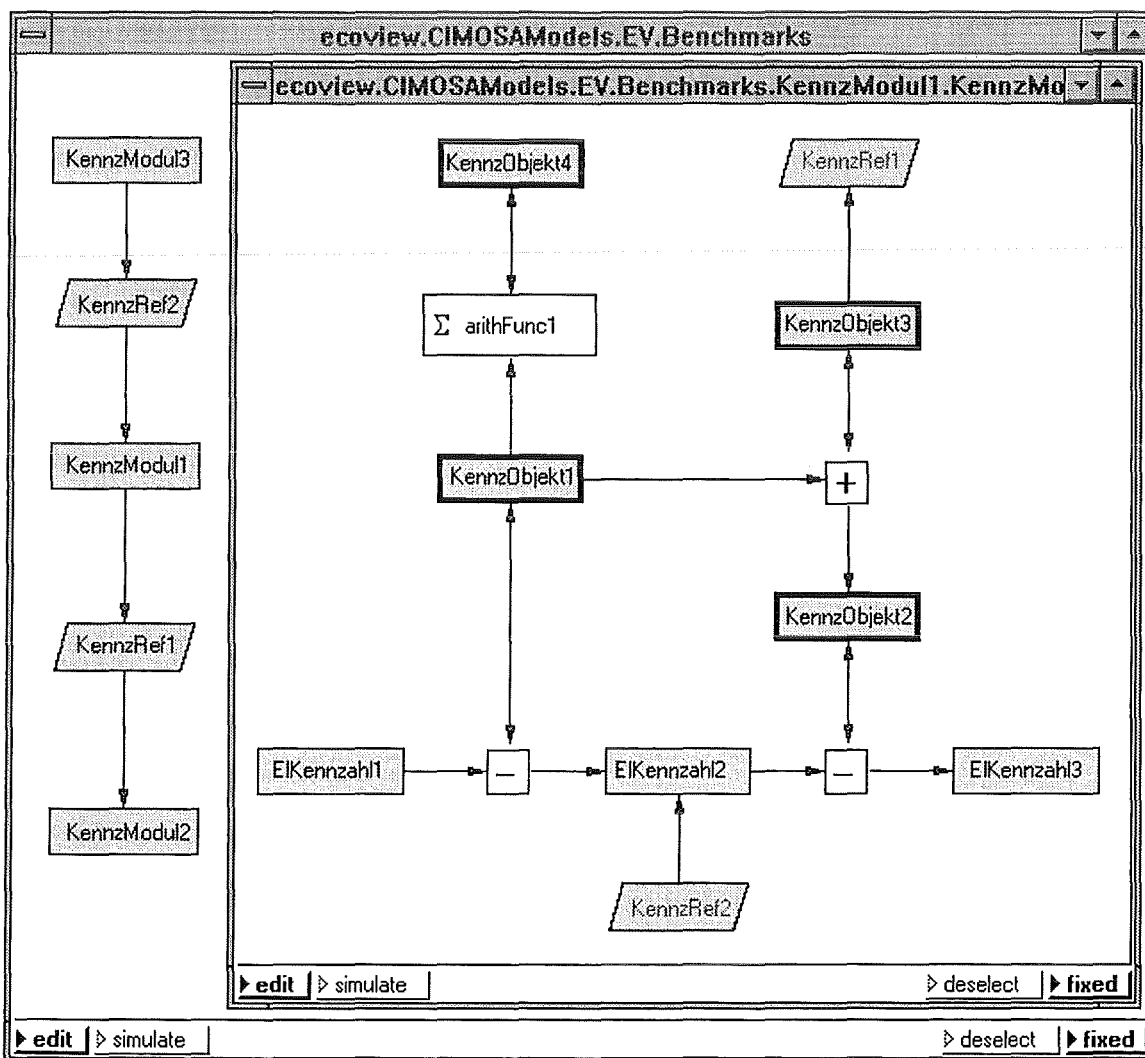 ecoview.CIMOSAModels.EV.Benchmarks
ecoview.CIMOSAModels.EV.Benchmarks.KennzModul1.KennzMo
KennzModul3
KennzRef2
KennzModul1
KennzRef1
KennzModul2
KennzObjekt4
KennzRef1
Σ arithFunc1
KennzObjekt3
KennzObjekt1
+
KennzObjekt2
ElKennzahl1
−
ElKennzahl2
−
ElKennzahl3
KennzRef2
edit simulate deselect fixed
edit simulate deselect fixed